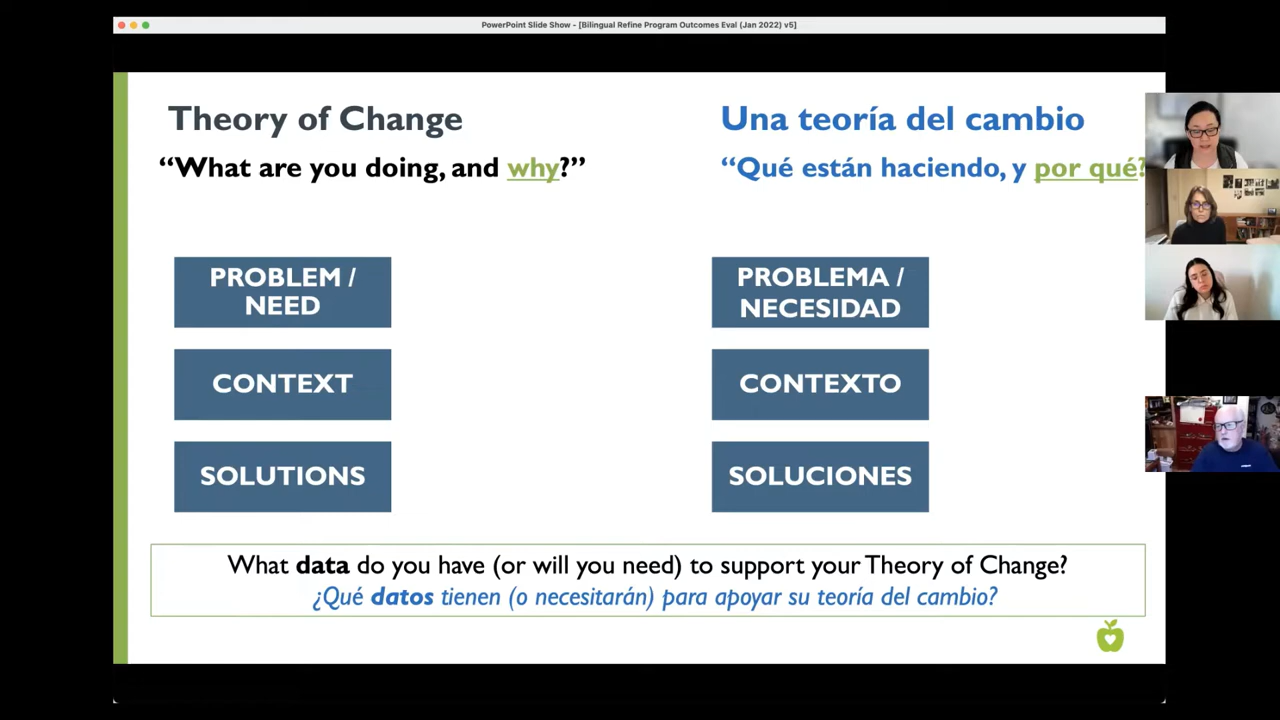 PowerPoint Slide Show - [Bilingual Refine Program Outcomes Eval (Jan 2022) v5]
Theory of Change
“What are you doing, and why?”
PROBLEM /
NEED
CONTEXT
SOLUTIONS
Una teoría del cambio
“Qué están haciendo, y por qué?
PROBLEMA /
NECESIDAD
CONTEXTO
SOLUCIONES
What data do you have (or will you need) to support your Theory of Change?
¿Qué datos tienen (o necesitarán) para apoyar su teoría del cambio?